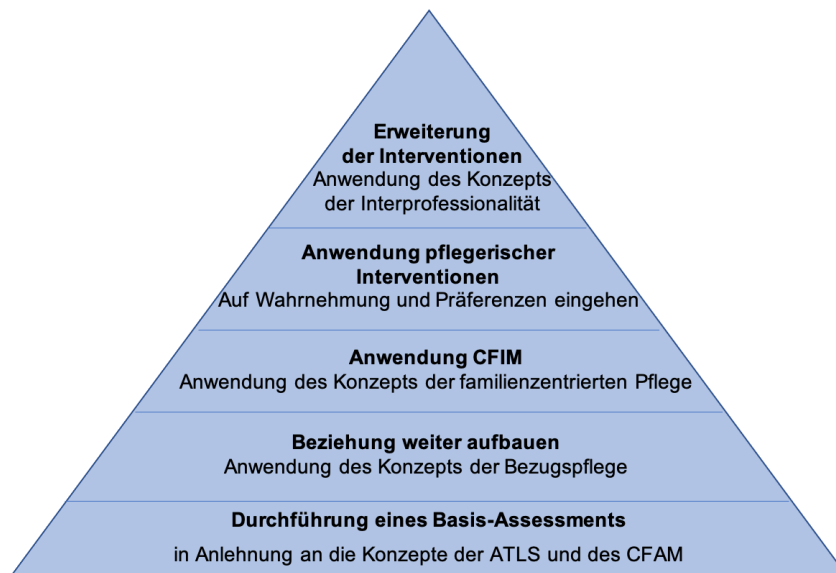 Erweiterung
der Interventionen
Anwendung des Konzepts
der Interprofessionalität
Anwendung pflegerischer
Interventionen
Auf Wahrnehmung und Präferenzen eingehen
Anwendung CFIM
Anwendung des Konzepts der familienzentrierten Pflege
Beziehung weiter aufbauen
Anwendung des Konzepts der Bezugspflege
Durchführung eines Basis-Assessments
in Anlehnung an die Konzepte der ATLS und des CFAM